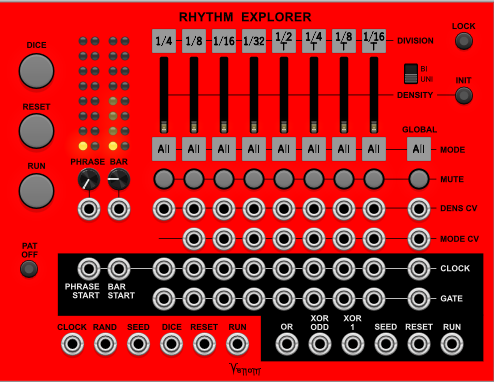 RHYTHM EXPLORER
LOCK
DICE
1/4 1/8 1/16 1/32 1/2 T 1/4 T 1/8 T 1/16 T DIVISION
BI
UNI
INIT
DENSITY
RESET
GLOBAL
All All All All All All All All All MODE
RUN
PHRASE BAR
MUTE
DENS CV
MODE CV
PAT
OFF
CLOCK
PHRASE
START
BAR
START
GATE
CLOCK RAND SEED DICE RESET RUN
OR
XOR
ODD
XOR
1
SEED RESET RUN
Venom